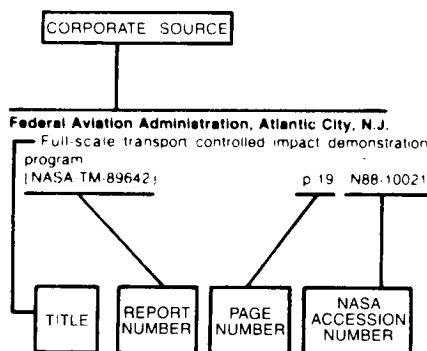 CORPORATE SOURCE
Federal Aviation Administration, Atlantic City, N.J.
Full-scale transport controlled impact demonstration
program
[NASA-TM-89642] p 19 N88-10021
TITLE
REPORT
NUMBER
PAGE
NUMBER
NASA
ACCESSION
NUMBER